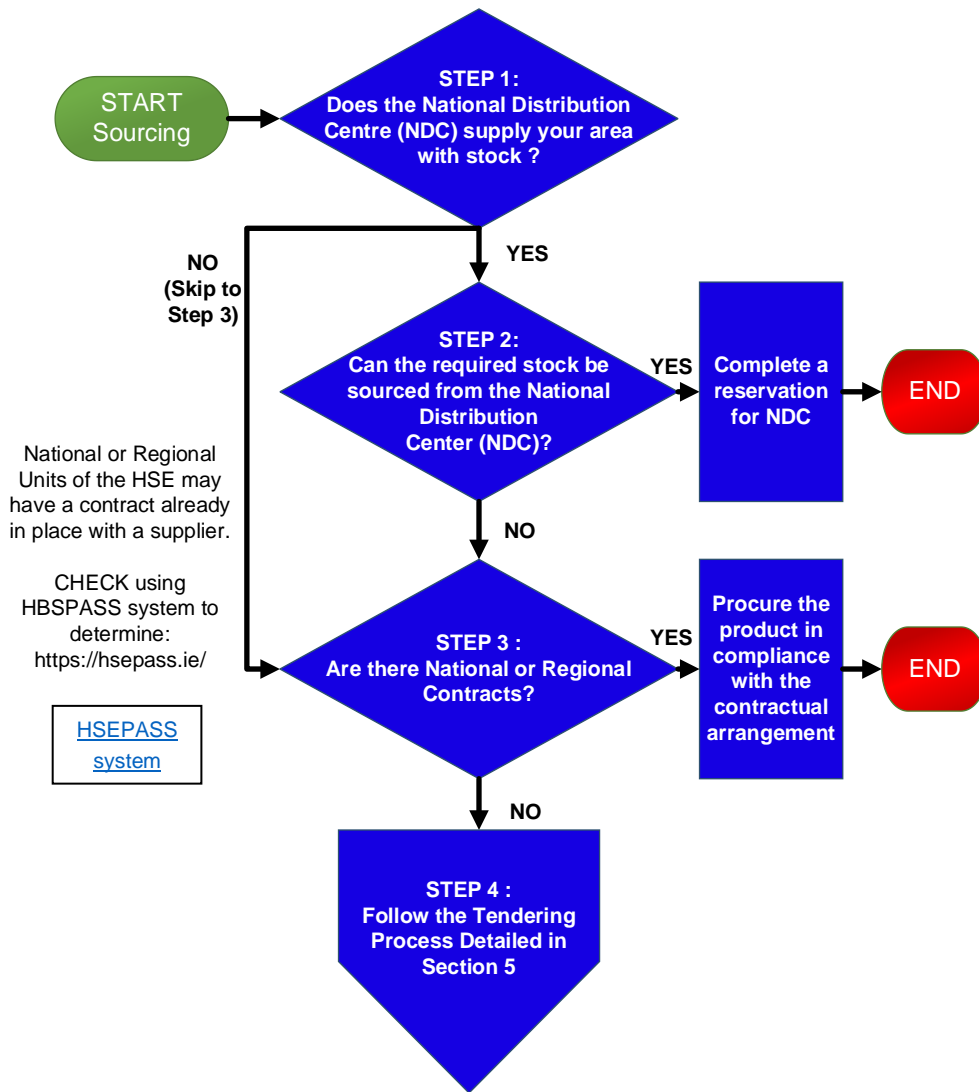 START
Sourcing
STEP 1:
Does the National Distribution
Centre (NDC) supply your area
with stock ?
NO
(Skip to
Step 3)
YES
STEP 2:
Can the required stock be
sourced from the National
Distribution
Center (NDC)?
YES
Complete a
reservation
for NDC
END
National or Regional
Units of the HSE may
have a contract already
in place with a supplier.
CHECK using
HBSPASS system to
determine:
https://hsepass.ie/
HSEPASS
system
NO
STEP 3 :
Are there National or Regional
Contracts?
YES
Procure the
product in
compliance
with the
contractual
arrangement
END
NO
STEP 4 :
Follow the Tendering
Process Detailed in
Section 5